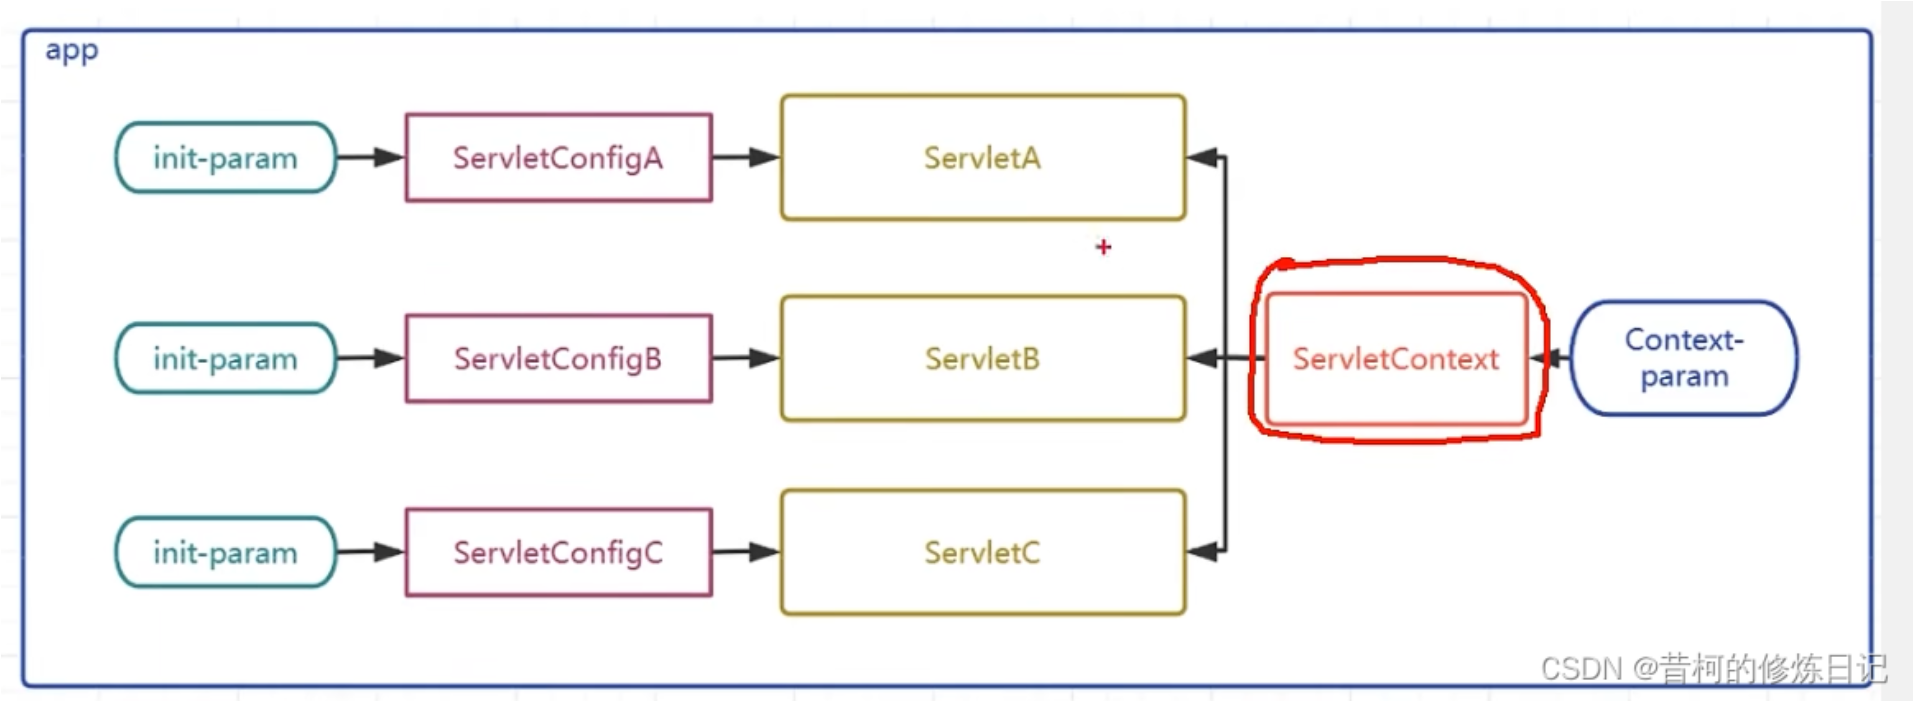 app
init-param
ServletConfigA
ServletA
init-param
ServletConfigB
ServletB
ServletContext
Context-
param
init-param
ServletConfigC
ServletC
CSDN @昔柯的修炼日记